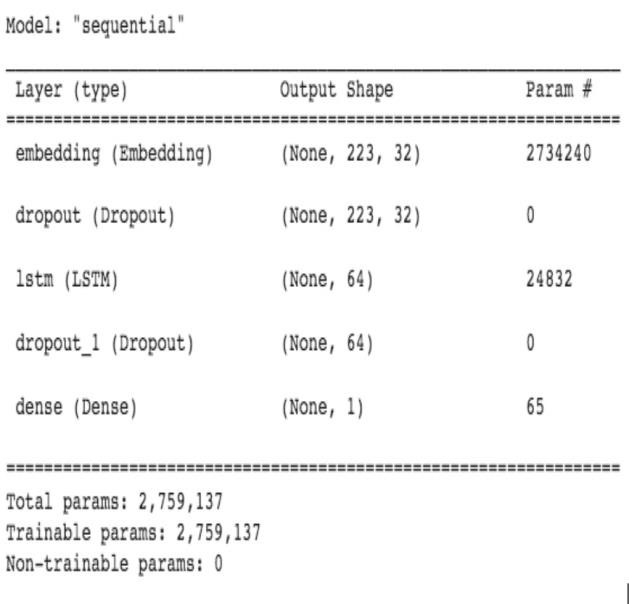 Model: "sequential"
Layer (type) Output Shape Param #
=================================================================
embedding (Embedding) (None, 223, 32) 2734240
dropout (Dropout) (None, 223, 32) 0
lstm (LSTM) (None, 64) 24832
dropout_1 (Dropout) (None, 64) 0
dense (Dense) (None, 1) 65
=================================================================
Total params: 2,759,137
Trainable params: 2,759,137
Non-trainable params: 0